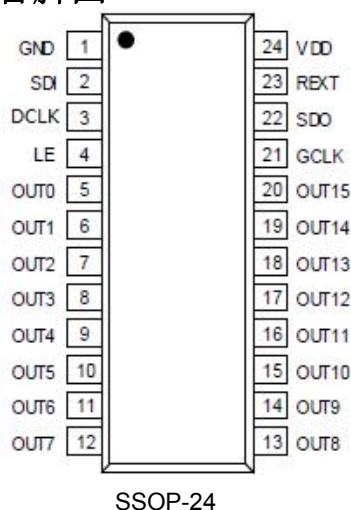 GND 1 24 VDD
SDI 2 23 REXT
DCLK 3 22 SDO
LE 4 21 GCLK
OUT0 5 20 OUT15
OUT1 6 19 OUT14
OUT2 7 18 OUT13
OUT3 8 17 OUT12
OUT4 9 16 OUT11
OUT5 10 15 OUT10
OUT6 11 14 OUT9
OUT7 12 13 OUT8
SSOP-24